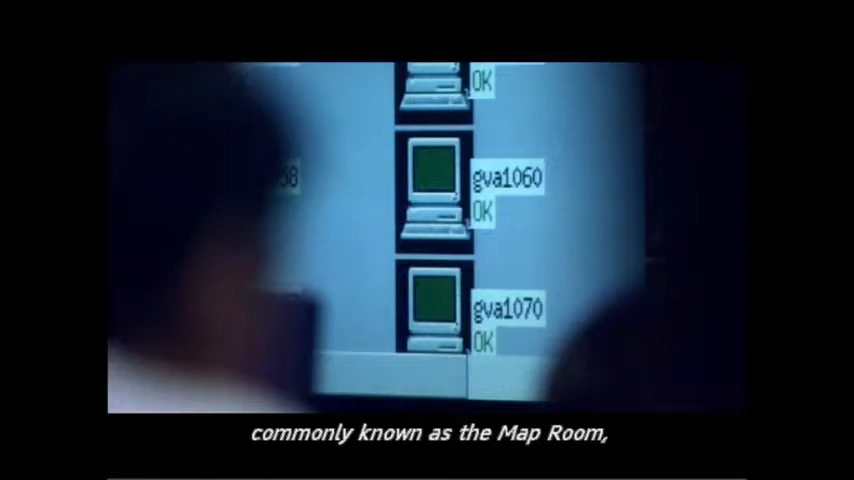 OK
gva1060
OK
gva1070
OK
commonly known as the Map Room,